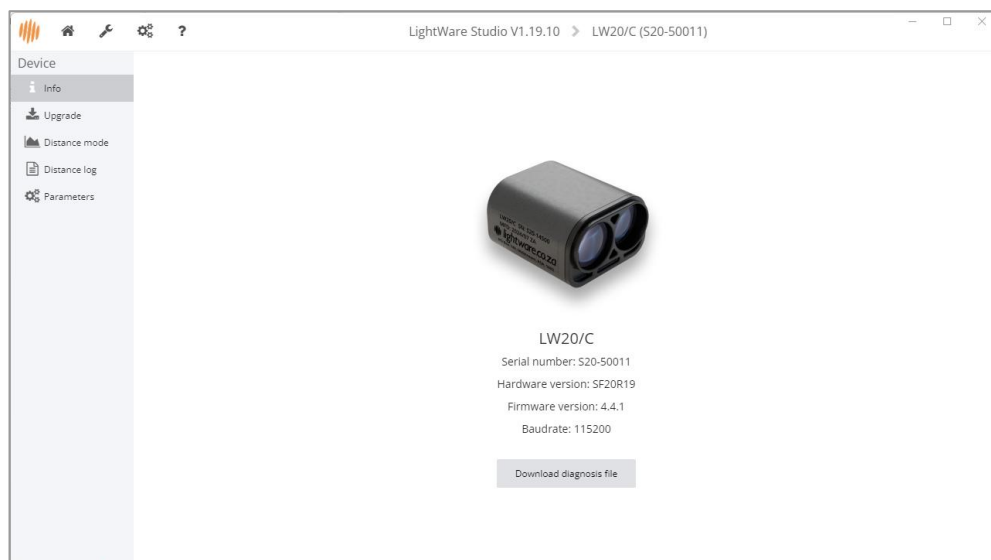 ?
LightWare Studio V1.19.10 > LW20/C (S20-50011)
Device
Info
Upgrade
Distance mode
Distance log
Parameters
lightware.co.za
LW20/C
Serial number: S20-50011
Hardware version: SF20R19
Firmware version: 4.4.1
Baudrate: 115200
Download diagnosis file